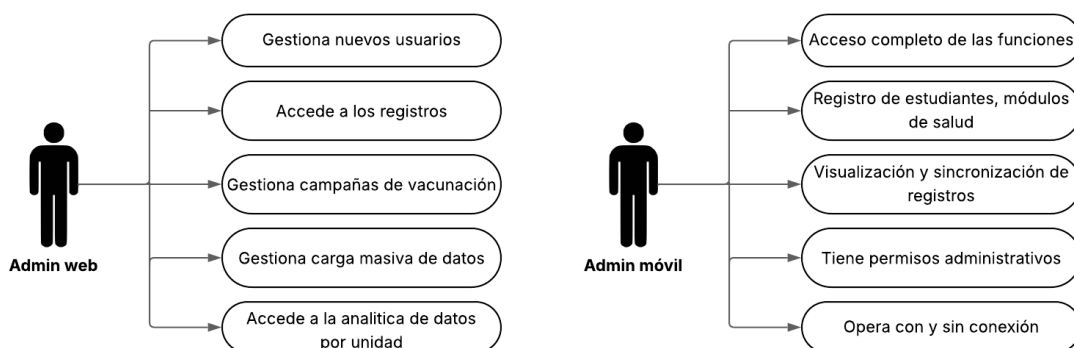 Gestiona nuevos usuarios
Accede a los registros
Gestiona campañas de vacunación
Gestiona carga masiva de datos
Accede a la analitica de datos
por unidad
Admin web
Acceso completo de las funciones
Registro de estudiantes, módulos
de salud
Visualización y sincronización de
registros
Tiene permisos administrativos
Opera con y sin conexión
Admin móvil